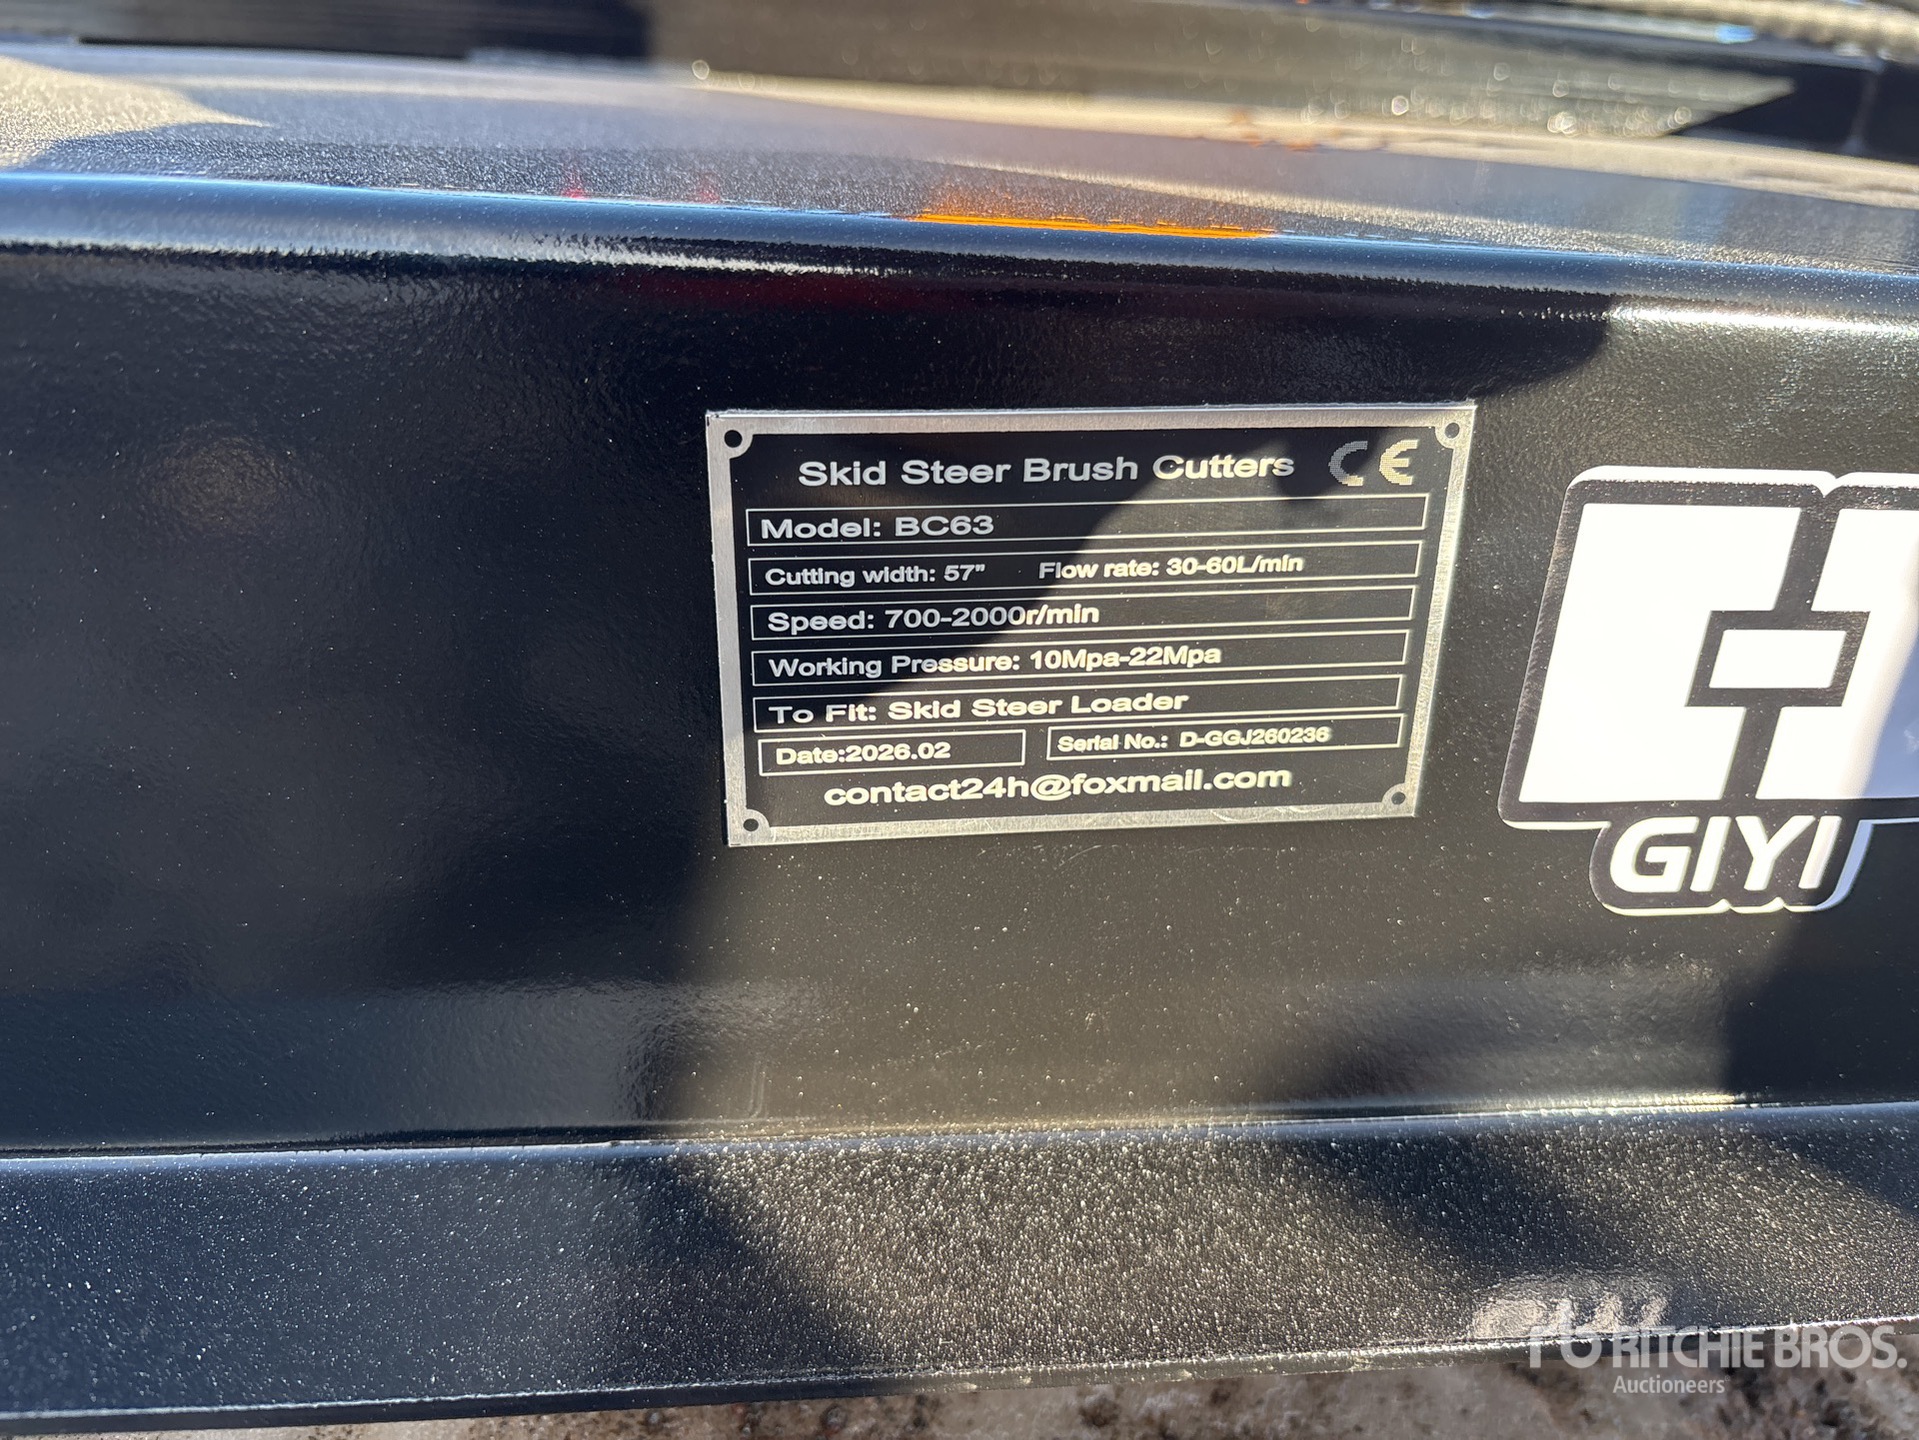 Skid Steer Brush Cutters CE
Model: BC63
Cutting width: 57" Flow rate: 30-60L/min
Speed: 700-2000r/min
Working Pressure: 10Mpa-22Mpa
To Fit: Skid Steer Loader
Date:2026.02 Serial No.: D-GGJ260236
contact24h@foxmail.com
GIYI
rb RITCHIE BROS.
Auctioneers